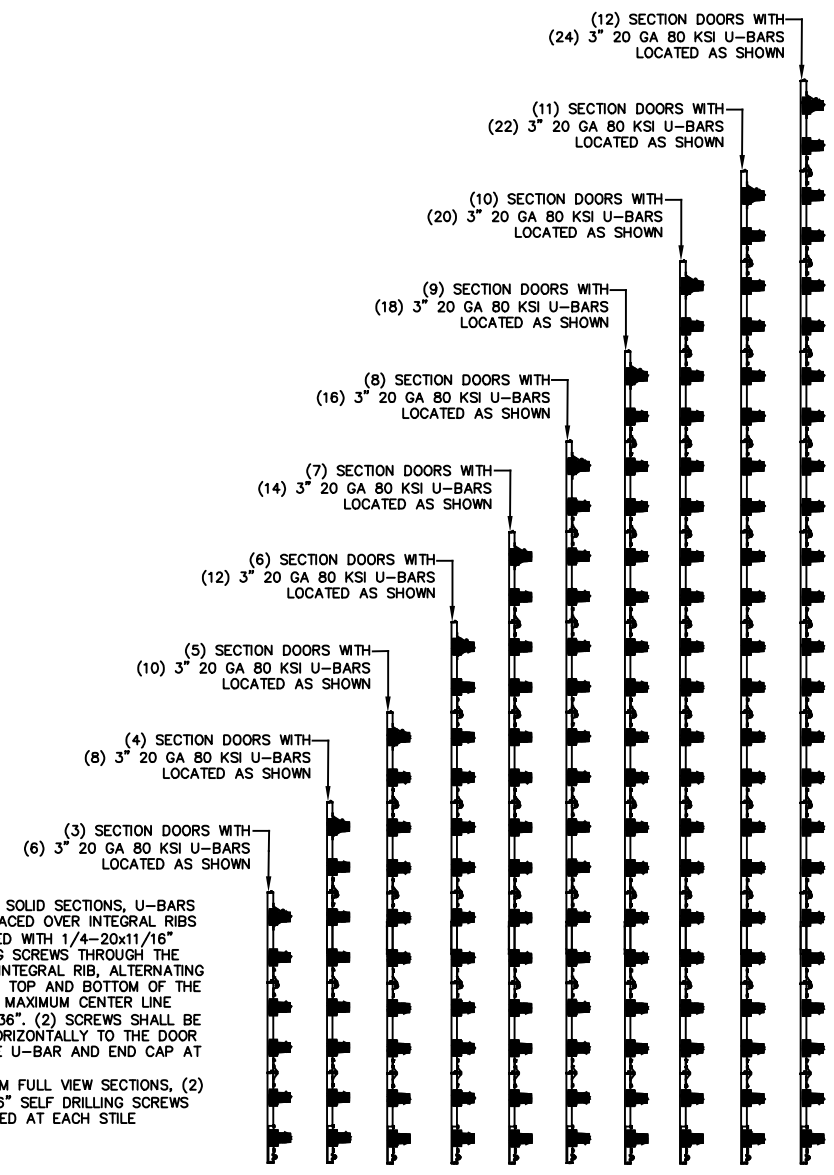 (12) SECTION DOORS WITH
(24) 3" 20 GA 80 KSI U-BARS
LOCATED AS SHOWN
(11) SECTION DOORS WITH
(22) 3" 20 GA 80 KSI U-BARS
LOCATED AS SHOWN
(10) SECTION DOORS WITH
(20) 3" 20 GA 80 KSI U-BARS
LOCATED AS SHOWN
(9) SECTION DOORS WITH
(18) 3" 20 GA 80 KSI U-BARS
LOCATED AS SHOWN
(8) SECTION DOORS WITH
(16) 3" 20 GA 80 KSI U-BARS
LOCATED AS SHOWN
(7) SECTION DOORS WITH
(14) 3" 20 GA 80 KSI U-BARS
LOCATED AS SHOWN
(6) SECTION DOORS WITH
(12) 3" 20 GA 80 KSI U-BARS
LOCATED AS SHOWN
(5) SECTION DOORS WITH
(10) 3" 20 GA 80 KSI U-BARS
LOCATED AS SHOWN
(4) SECTION DOORS WITH
(8) 3" 20 GA 80 KSI U-BARS
LOCATED AS SHOWN
(3) SECTION DOORS WITH
(6) 3" 20 GA 80 KSI U-BARS
LOCATED AS SHOWN
SOLID SECTIONS, U-BARS
ACED OVER INTEGRAL RIBS
ED WITH 1/4-20x11/16"
G SCREWS THROUGH THE
INTEGRAL RIB, ALTERNATING
TOP AND BOTTOM OF THE
MAXIMUM CENTER LINE
36". (2) SCREWS SHALL BE
ORIZONTALLY TO THE DOOR
E U-BAR AND END CAP AT
M FULL VIEW SECTIONS, (2)
6" SELF DRILLING SCREWS
ED AT EACH STILE